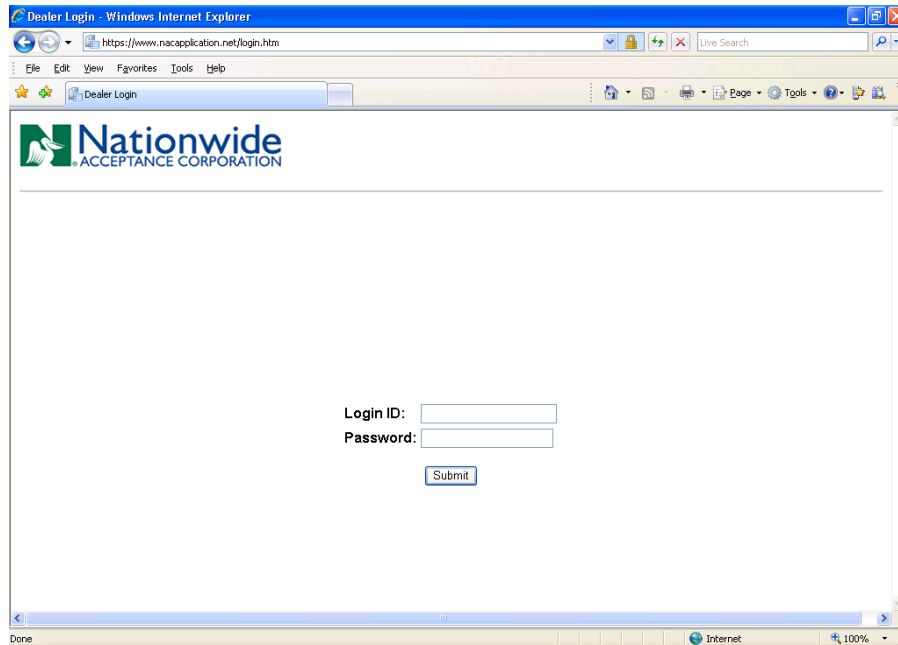 Dealer Login - Windows Internet Explorer
https://www.nacapplication.net/login.htm
Live Search
File Edit View Favorites Tools Help
Dealer Login
Page Tools
N Nationwide
ACCEPTANCE CORPORATION
Login ID:
Password:
Submit
Done
Internet
100%